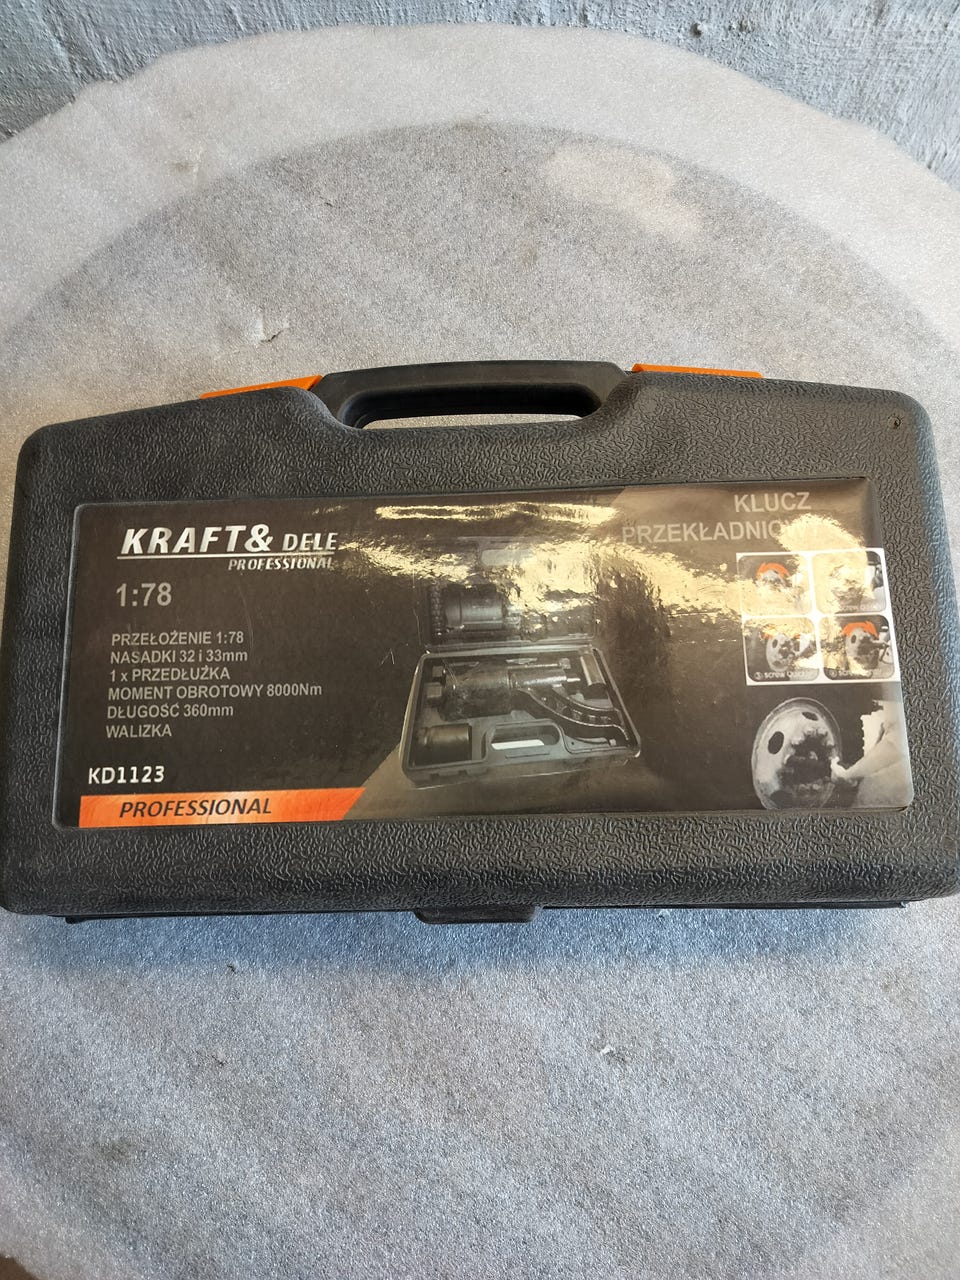 KRAFT& DELE
PROFESSIONAL
1:78
PRZEŁOŻENIE 1:78
NASADKI 32 i 33mm
1 x PRZEDŁUŻKA
MOMENT OBROTOWY 8000Nm
DŁUGOŚĆ 360mm
WALIZKA
KD1123
PROFESSIONAL
KLUCZ